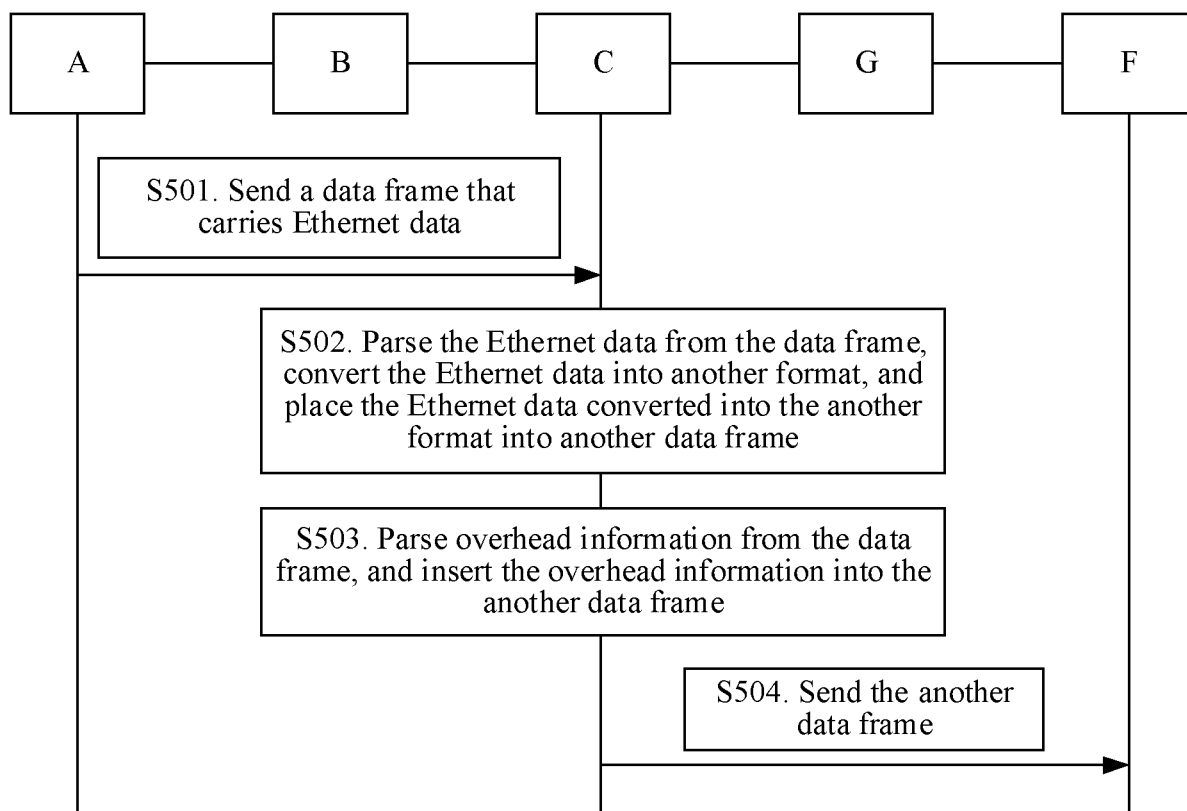 A
B
C
G
F
S501. Send a data frame that
carries Ethernet data
S502. Parse the Ethernet data from the data frame,
convert the Ethernet data into another format, and
place the Ethernet data converted into the another
format into another data frame
S503. Parse overhead information from the data
frame, and insert the overhead information into the
another data frame
S504. Send the another
data frame